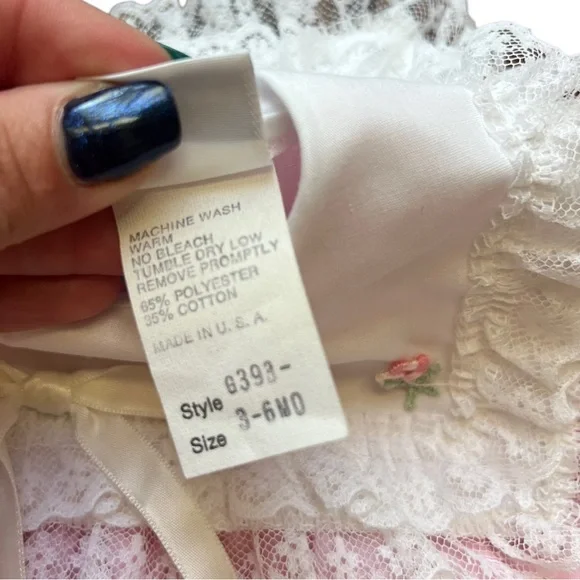 MACHINE WASH
WARM
NO BLEACH
TUMBLE DRY LOW
REMOVE PROMPTLY
65% POLYESTER
35% COTTON
MADE IN U.S.A.
Style 6393-
Size 3-6MO